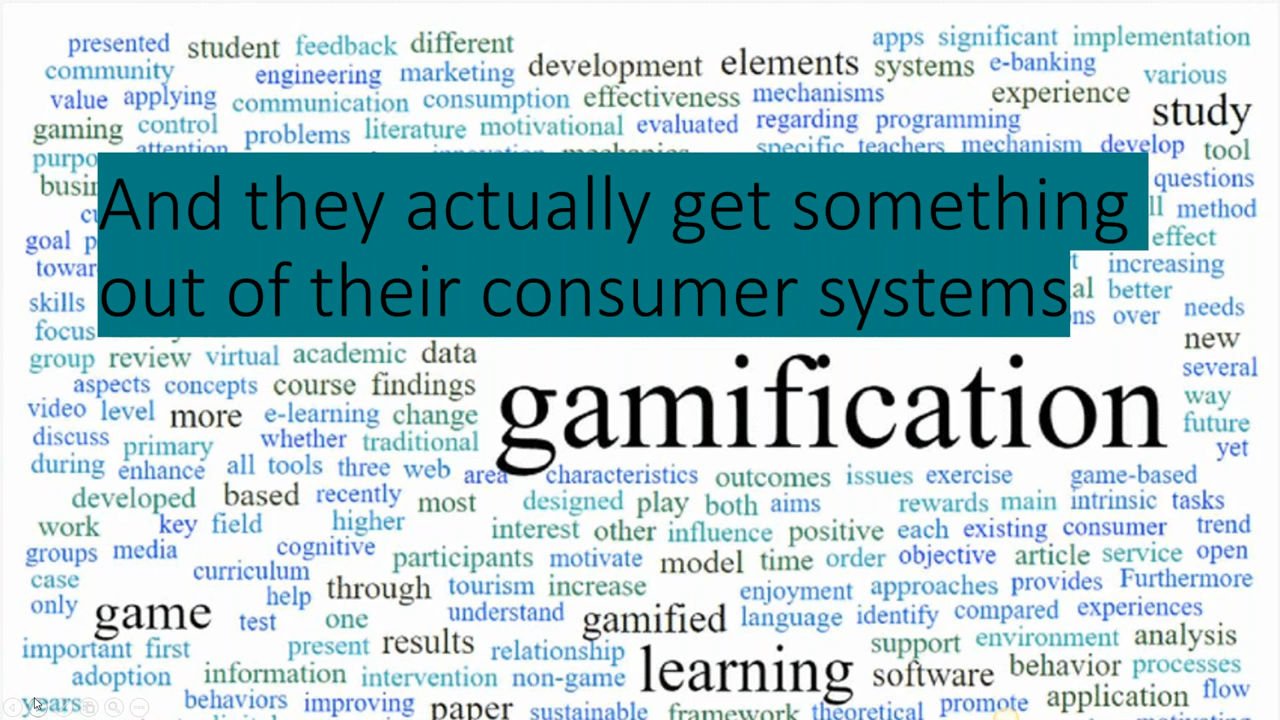 presented student feedback different apps significant implementation
community engineering marketing development elements systems e-banking various
value applying communication consumption effectiveness mechanisms experience study
gaming control problems literature motivational evaluated regarding programming
attention specific teachers mechanism develop tool
And they actually get something
out of their consumer systems
questions
method
goal
effect
increasing
skills better
over needs
focus new
group review virtual academic data several
aspects concepts course findings way
video level more e-learning change gamification future
discuss primary whether traditional yet
during enhance all tools three web area characteristics outcomes issues exercise game-based
developed based recently most designed play both aims rewards main intrinsic tasks
work key field higher interest other influence positive each existing consumer trend
groups media cognitive participants motivate model time order objective article service open
case curriculum through tourism increase enjoyment approaches provides Furthermore
only game help test one understand gamified language identify compared experiences
important first present results relationship support environment analysis
adoption information intervention non-game learning software behavior processes
years behaviors improving paper sustainable framework theoretical promote application flow